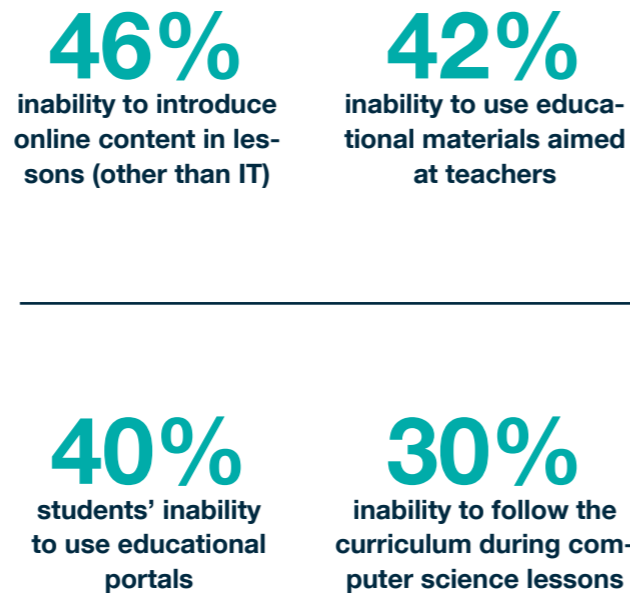 46%
inability to introduce
online content in les-
sons (other than IT)
42%
inability to use educa-
tional materials aimed
at teachers
40%
students’ inability
to use educational
portals
30%
inability to follow the
curriculum during com-
puter science lessons